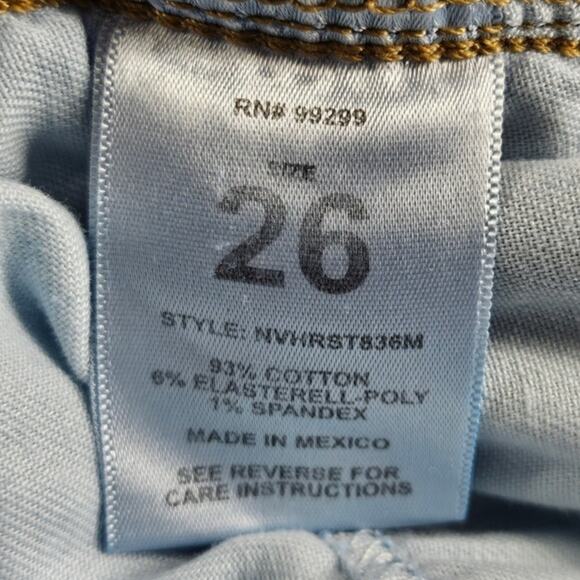 RN# 99299
SIZE
26
STYLE: NVHRST836M
93% COTTON
6% ELASTERELL-POLY
1% SPANDEX
MADE IN MEXICO
SEE REVERSE FOR
CARE INSTRUCTIONS